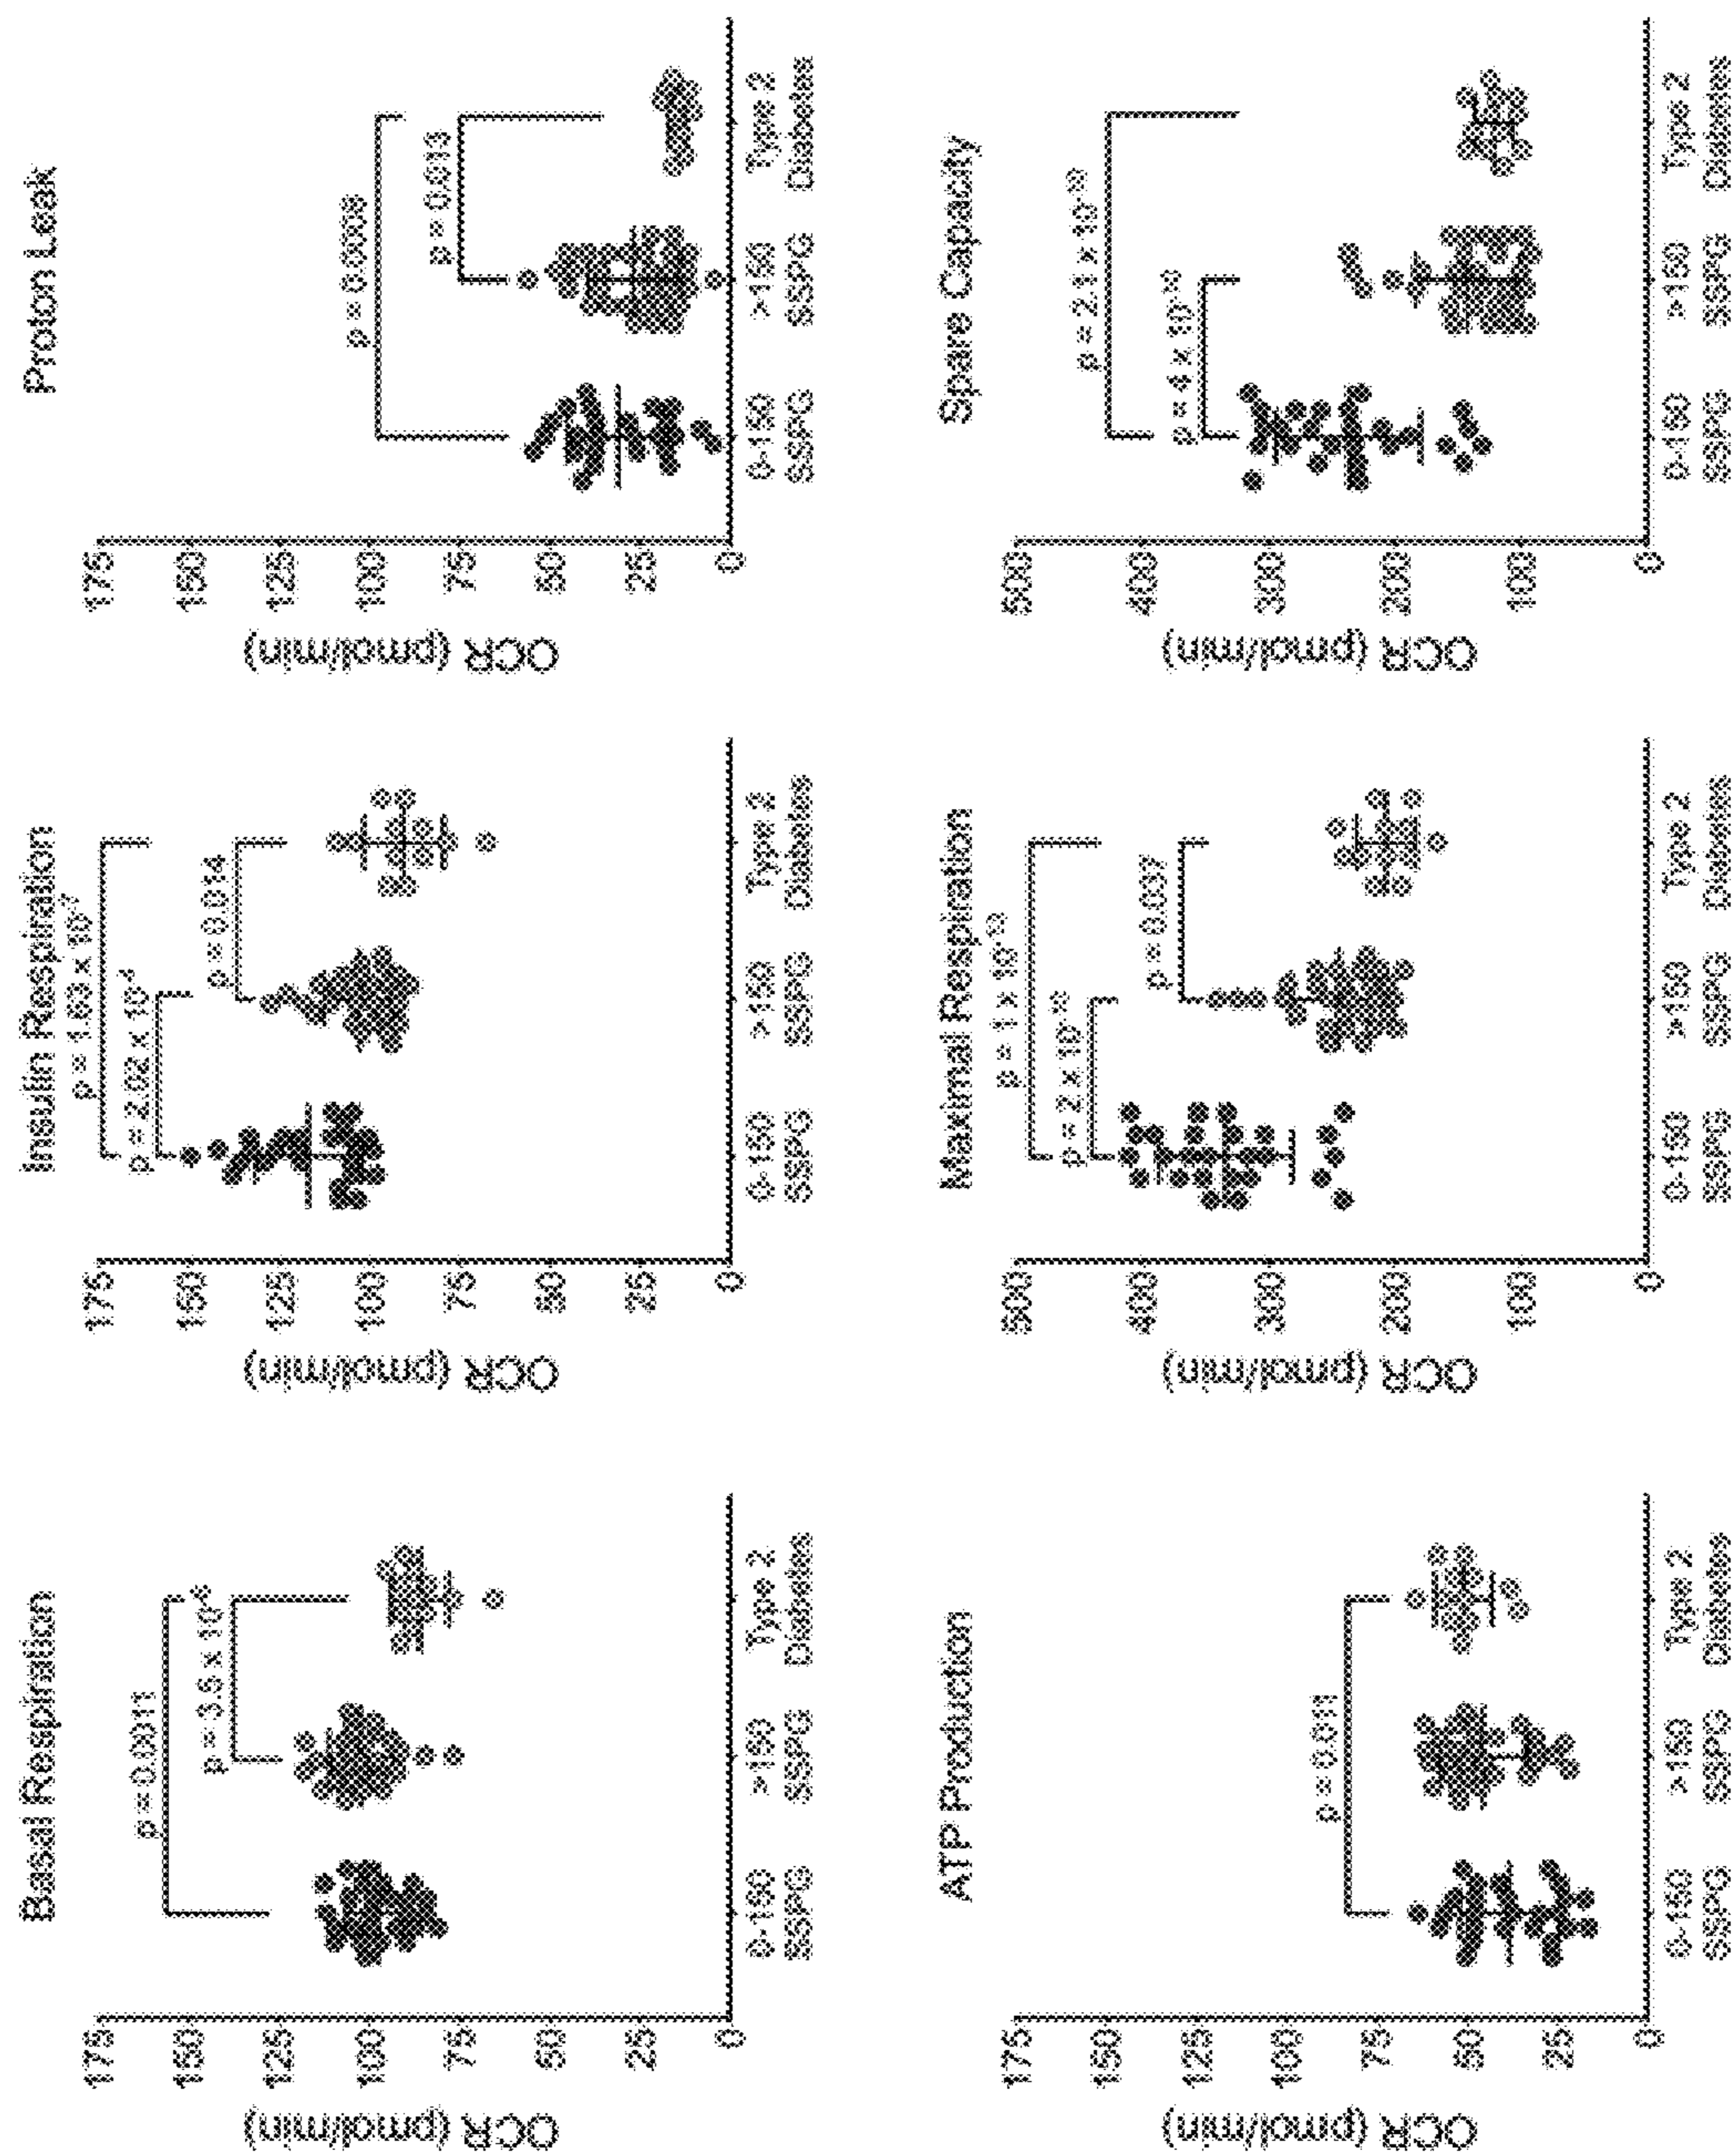 Basal Respiration
p = 0.0011
OCR (pmol/min)
175
150
125
100
75
50
25
0
0-150
SSPG
>150
SSPG
Type 2
Diabetes
Insulin Respiration
p = 1.63 x 10-7
p = 2.02 x 10-4
p = 0.014
OCR (pmol/min)
175
150
125
100
75
50
25
0
0-150
SSPG
>150
SSPG
Type 2
Diabetes
Proton Leak
p = 0.0008
p = 0.013
OCR (pmol/min)
175
150
125
100
75
50
25
0
0-150
SSPG
>150
SSPG
Type 2
Diabetes
ATP Production
p = 0.011
OCR (pmol/min)
175
150
125
100
75
50
25
0
0-150
SSPG
>150
SSPG
Type 2
Diabetes
Maximal Respiration
OCR (pmol/min)
p = 0.037
500
400
300
200
100
0
0-150
SSPG
>150
SSPG
Type 2
Diabetes
Spare Capacity
OCR (pmol/min)
500
400
300
200
100
0
0-150
SSPG
>150
SSPG
Type 2
Diabetes